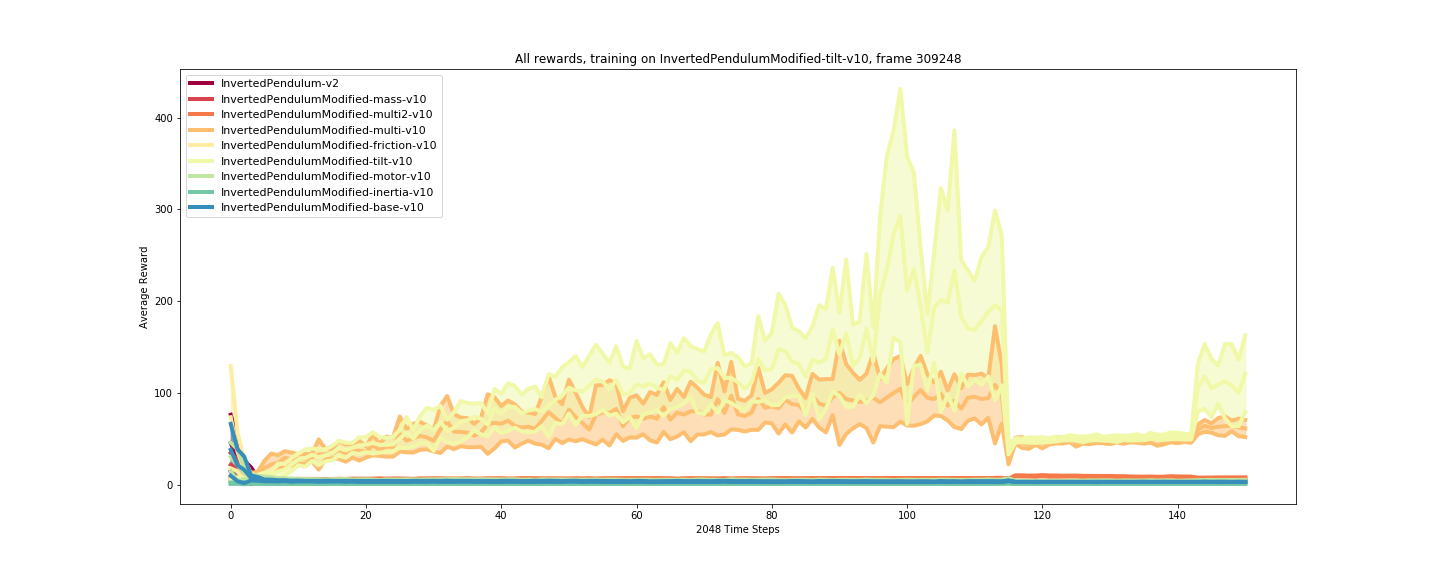 All rewards, training on InvertedPendulumModified-tilt-v10, frame 309248
InvertedPendulum-v2
InvertedPendulumModified-mass-v10
InvertedPendulumModified-multi2-v10
InvertedPendulumModified-multi-v10
InvertedPendulumModified-friction-v10
InvertedPendulumModified-tilt-v10
InvertedPendulumModified-motor-v10
InvertedPendulumModified-inertia-v10
InvertedPendulumModified-base-v10
Average Reward
400
300
200
100
0
0 20 40 60 80 100 120 140
2048 Time Steps